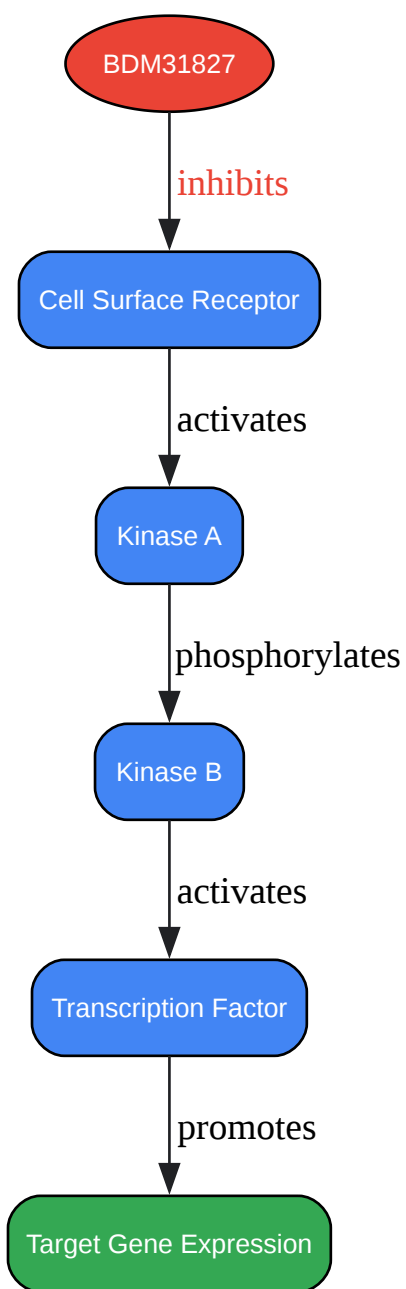 BDM31827
inhibits
Cell Surface Receptor
activates
Kinase A
phosphorylates
Kinase B
activates
Transcription Factor
promotes
Target Gene Expression